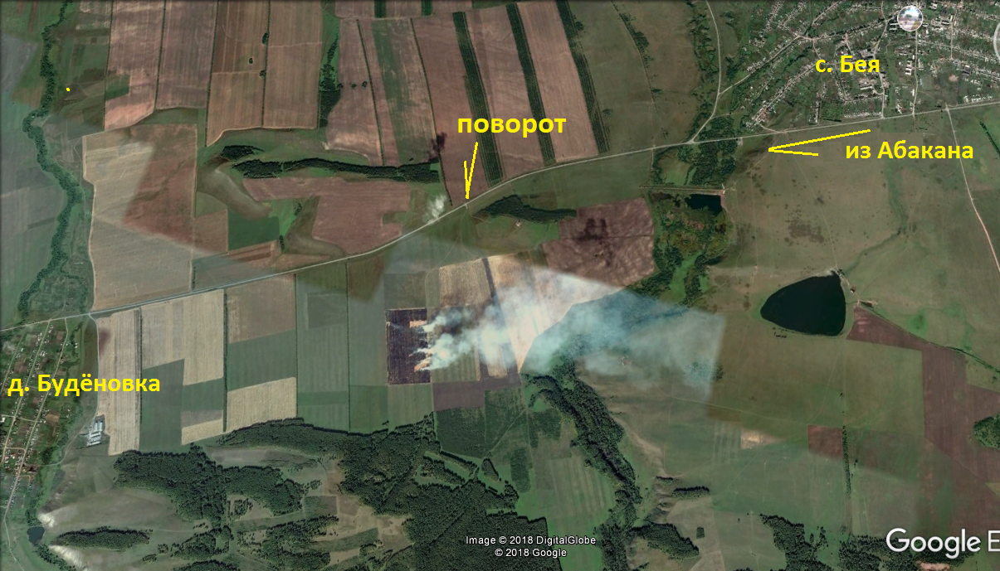 с. Бея
поворот
из Абакана
д. Будёновка
Image © 2018 DigitalGlobe
© 2018 Google
Google E